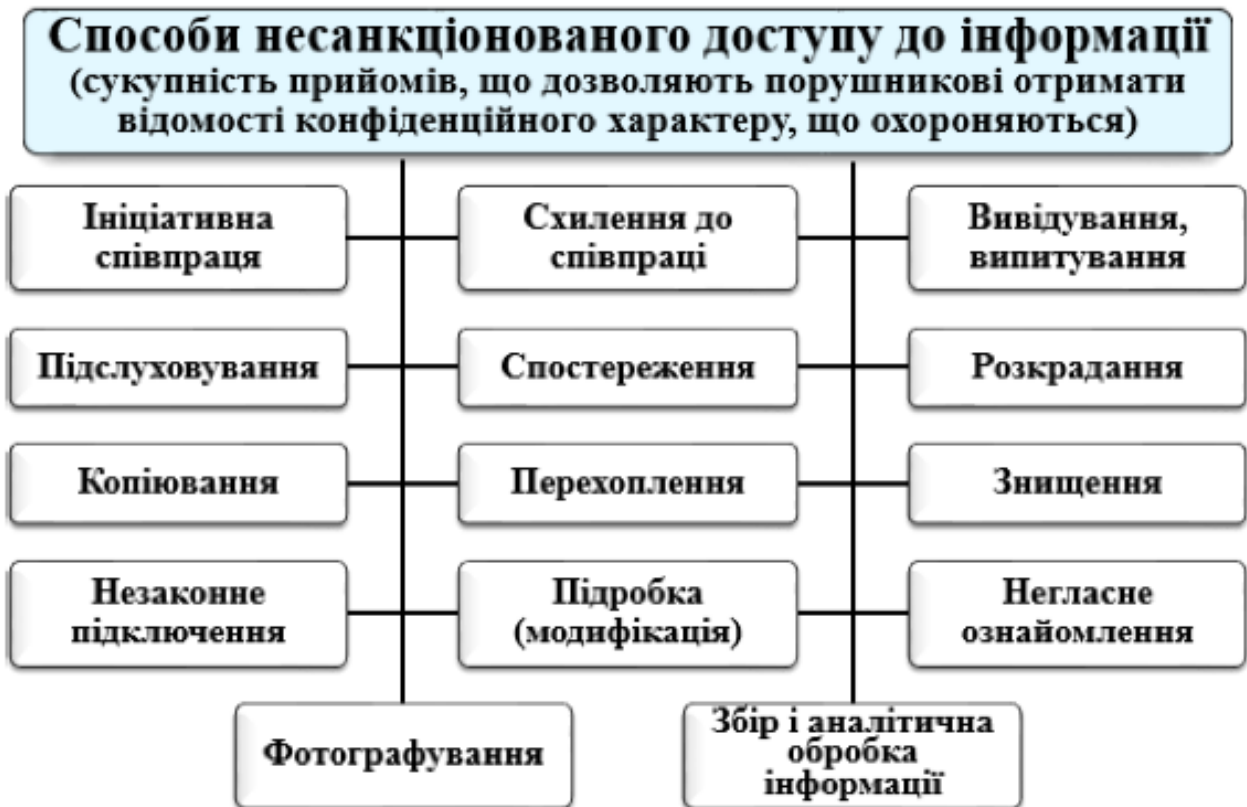 Способи несанкціонованого доступу до інформації
(сукупність прийомів, що дозволяють порушникові отримати
відомості конфіденційного характеру, що охороняються)
Ініціативна
співпраця
Схилення до
співпраці
Вивідування,
випитування
Підслуховування
Спостереження
Розкрадання
Копіювання
Перехоплення
Знищення
Незаконне
підключення
Підробка
(модифікація)
Негласне
ознайомлення
Фотографування
Збір і аналітична
обробка
інформації